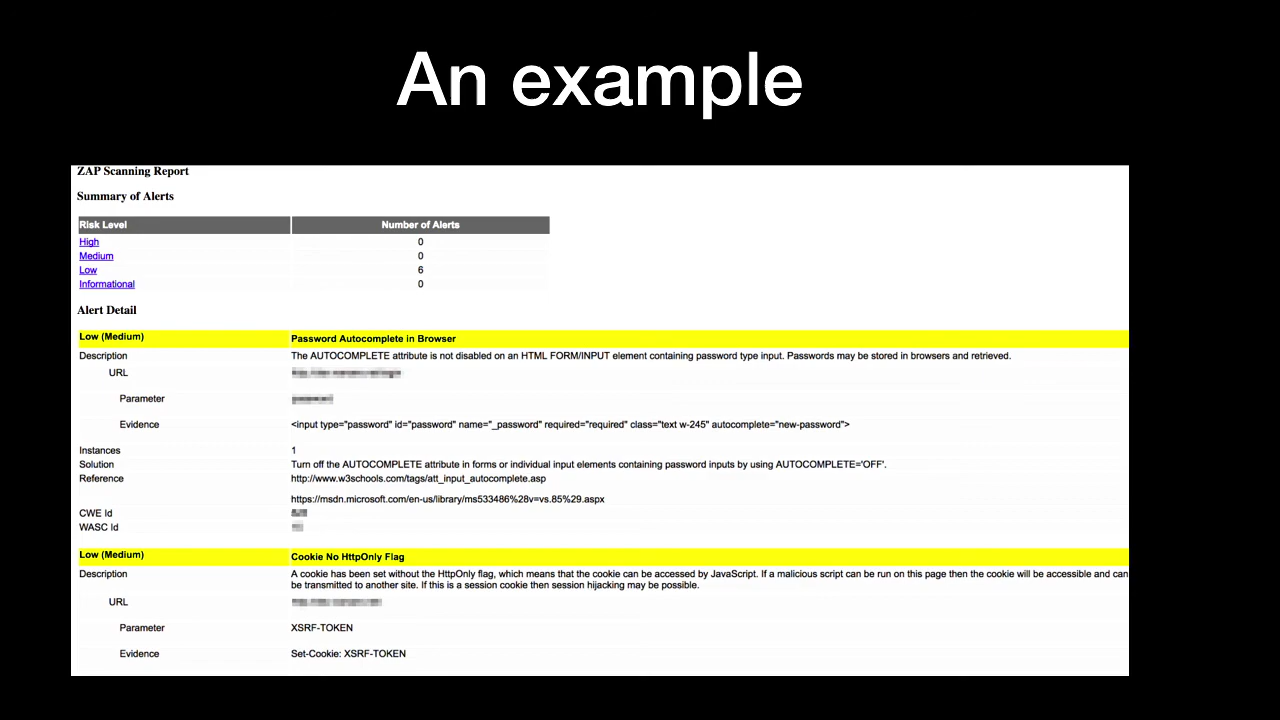 An example
ZAP Scanning Report
Summary of Alerts
Risk Level Number of Alerts
High 0
Medium 0
Low 6
Informational 0
Alert Detail
Low (Medium) Password Autocomplete in Browser
Description The AUTOCOMPLETE attribute is not disabled on an HTML FORM/INPUT element containing password type input. Passwords may be stored in browsers and retrieved.
URL
Parameter
Evidence <input type="password" id="password" name="_password" required="required" class="text w-245" autocomplete="new-password">
Instances 1
Solution Turn off the AUTOCOMPLETE attribute in forms or individual input elements containing password inputs by using AUTOCOMPLETE='OFF'.
Reference http://www.w3schools.com/tags/att_input_autocomplete.asp
https://msdn.microsoft.com/en-us/library/ms533486%28v=vs.85%29.aspx
CWE Id
WASC Id
Low (Medium) Cookie No HttpOnly Flag
Description A cookie has been set without the HttpOnly flag, which means that the cookie can be accessed by JavaScript. If a malicious script can be run on this page then the cookie will be accessible and can
be transmitted to another site. If this is a session cookie then session hijacking may be possible.
URL
Parameter XSRF-TOKEN
Evidence Set-Cookie: XSRF-TOKEN